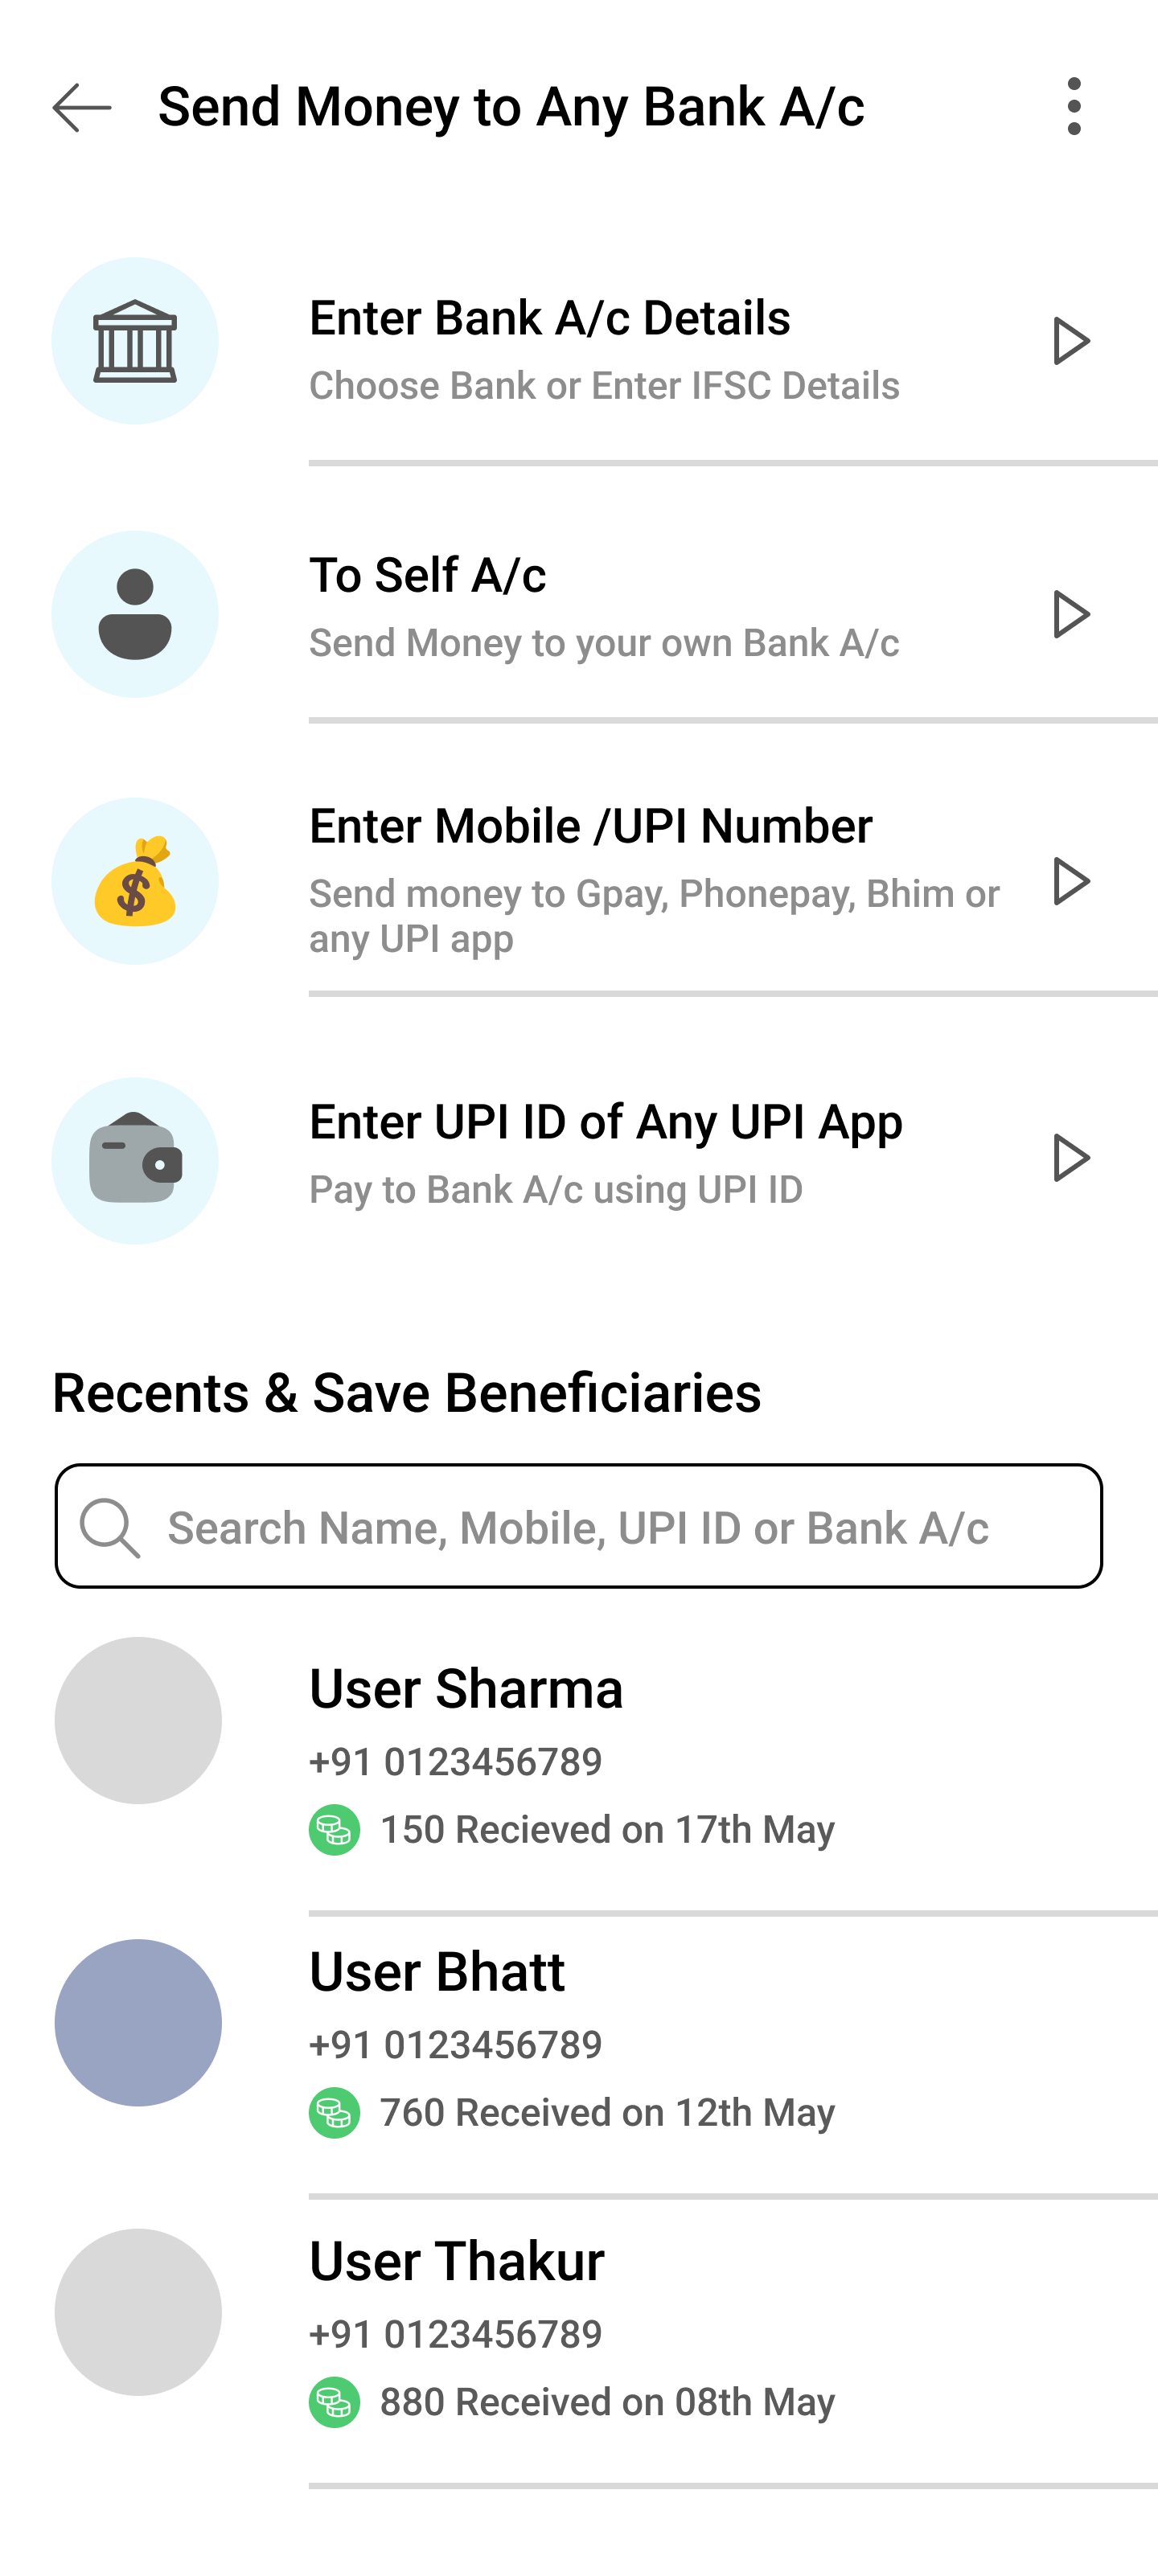 Send Money to Any Bank A/c
Enter Bank A/c Details
Choose Bank or Enter IFSC Details
To Self A/c
Send Money to your own Bank A/c
Enter Mobile /UPI Number
Send money to Gpay, Phonepay, Bhim or
any UPI app
Enter UPI ID of Any UPI App
Pay to Bank A/c using UPI ID
Recents & Save Beneficiaries
Search Name, Mobile, UPI ID or Bank A/c
User Sharma
+91 0123456789
150 Recieved on 17th May
User Bhatt
+91 0123456789
760 Received on 12th May
User Thakur
+91 0123456789
880 Received on 08th May